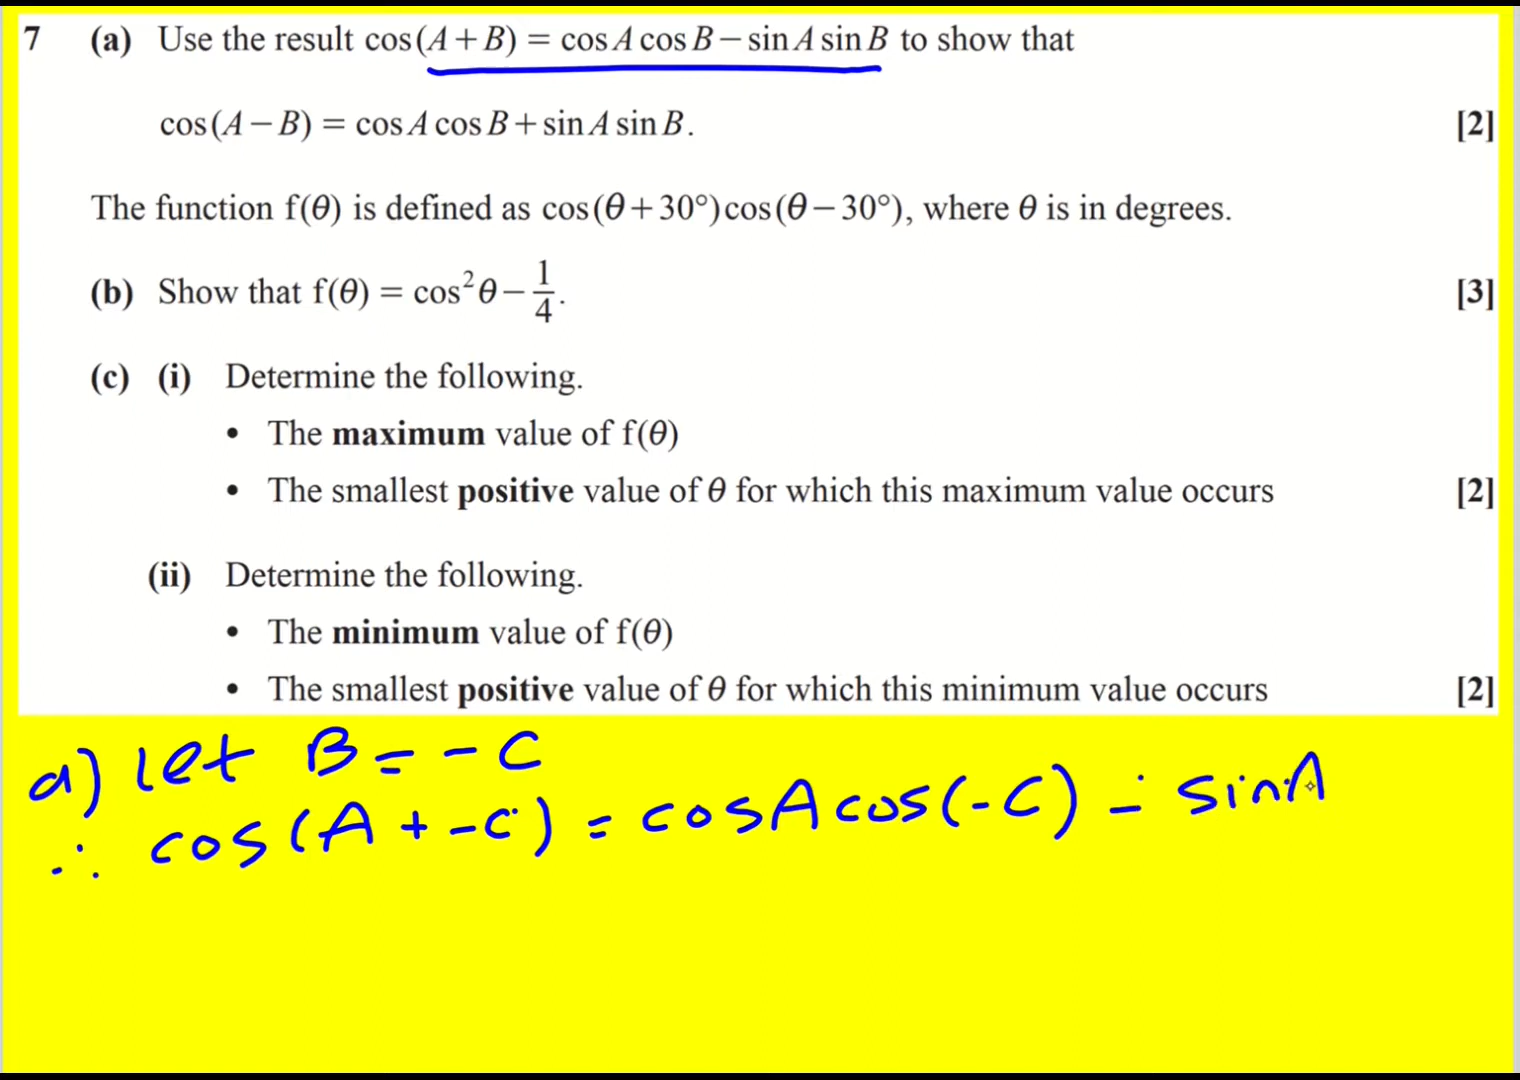 7 (a) Use the result cos(A+B) = cos A cos B − sin A sin B to show that
cos(A − B) = cos A cos B + sin A sin B. [2]
The function f(θ) is defined as cos(θ + 30°)cos(θ − 30°), where θ is in degrees.
(b) Show that f(θ) = cos²θ − 1/4. [3]
(c) (i) Determine the following.
• The maximum value of f(θ)
• The smallest positive value of θ for which this maximum value occurs [2]
(ii) Determine the following.
• The minimum value of f(θ)
• The smallest positive value of θ for which this minimum value occurs [2]
a) let B = -C
∴ cos(A + -C) = cosA cos(-C) - sinA